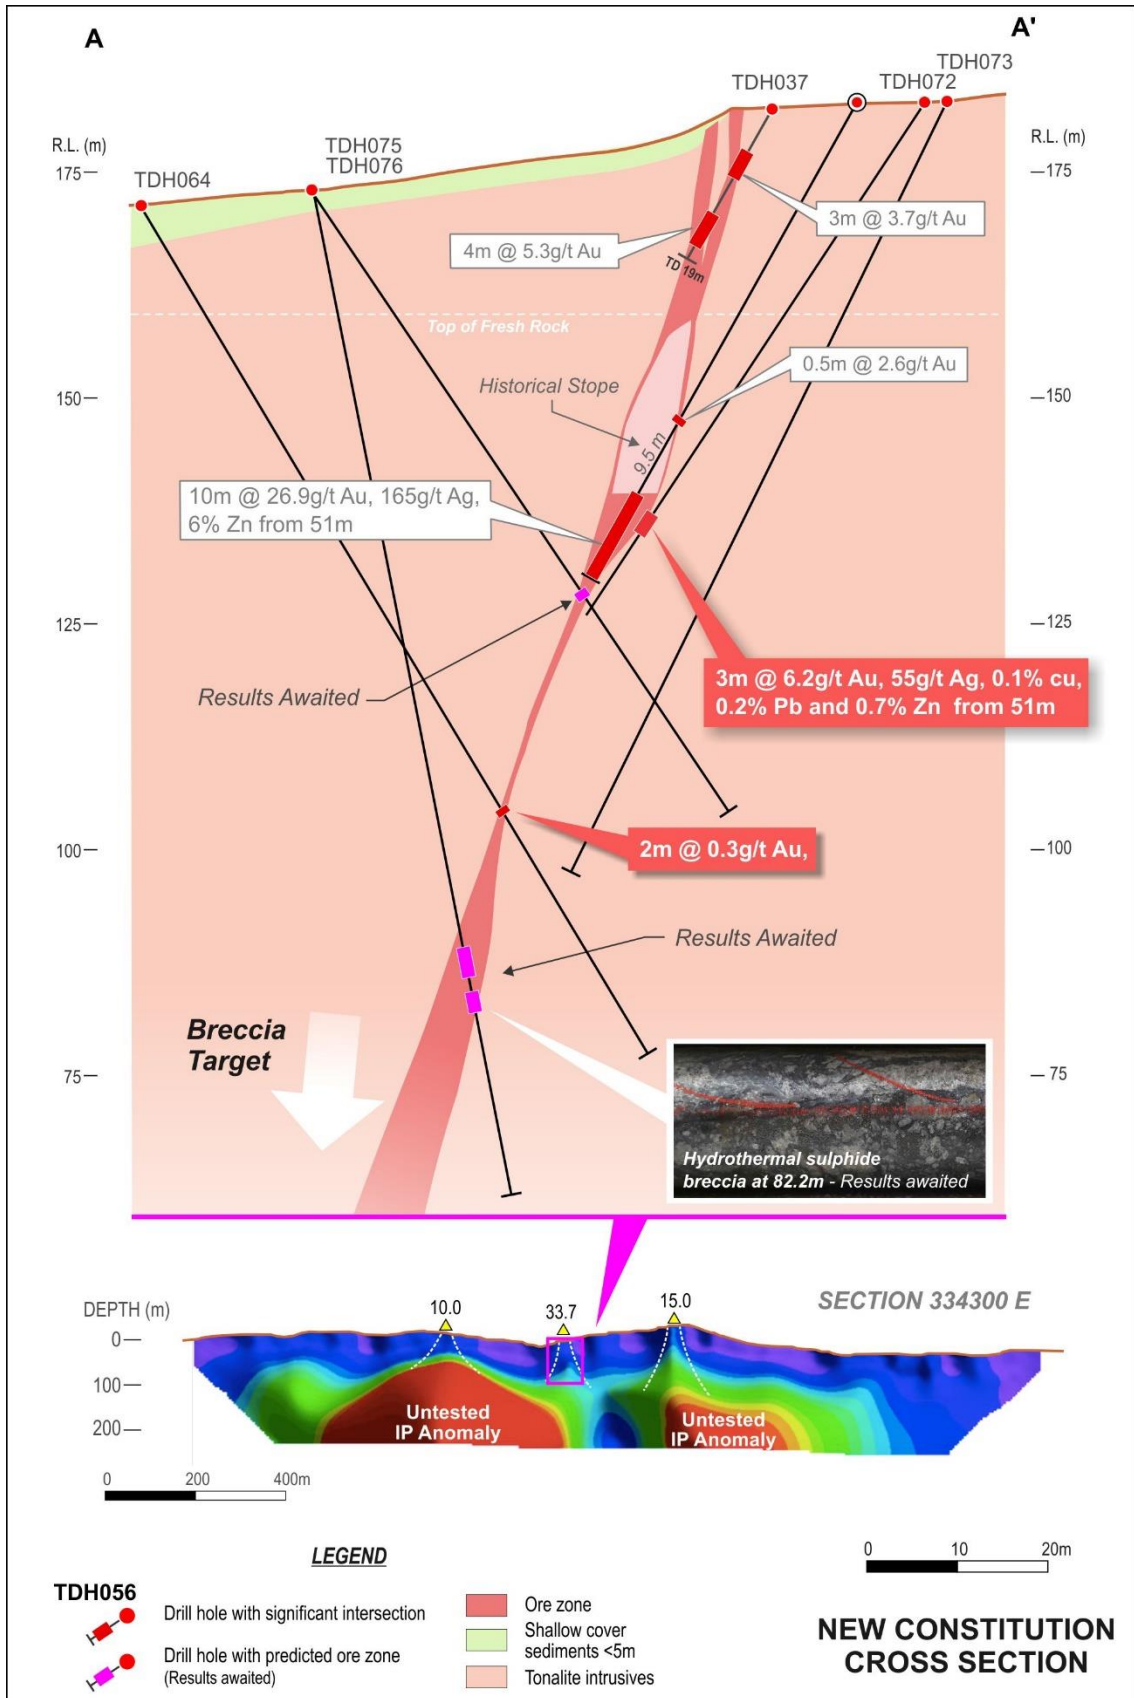 A
A'
TDH073
TDH037
TDH072
R.L. (m)
TDH075
TDH076
R.L. (m)
175
175
TDH064
3m @ 3.7g/t Au
4m @ 5.3g/t Au
TD 19m
Top of Fresh Rock
0.5m @ 2.6g/t Au
Historical Stope
150
150
9.5 m
10m @ 26.9g/t Au, 165g/t Ag,
6% Zn from 51m
125
125
Results Awaited
3m @ 6.2g/t Au, 55g/t Ag, 0.1% cu,
0.2% Pb and 0.7% Zn from 51m
100
100
2m @ 0.3g/t Au,
Results Awaited
Breccia
Target
75
75
Hydrothermal sulphide
breccia at 82.2m - Results awaited
DEPTH (m)
10.0
33.7
15.0
SECTION 334300 E
0
100
200
Untested
IP Anomaly
Untested
IP Anomaly
0
200
400m
LEGEND
0
10
20m
TDH056
Drill hole with significant intersection
Drill hole with predicted ore zone
(Results awaited)
Ore zone
Shallow cover
sediments <5m
Tonalite intrusives
NEW CONSTITUTION
CROSS SECTION